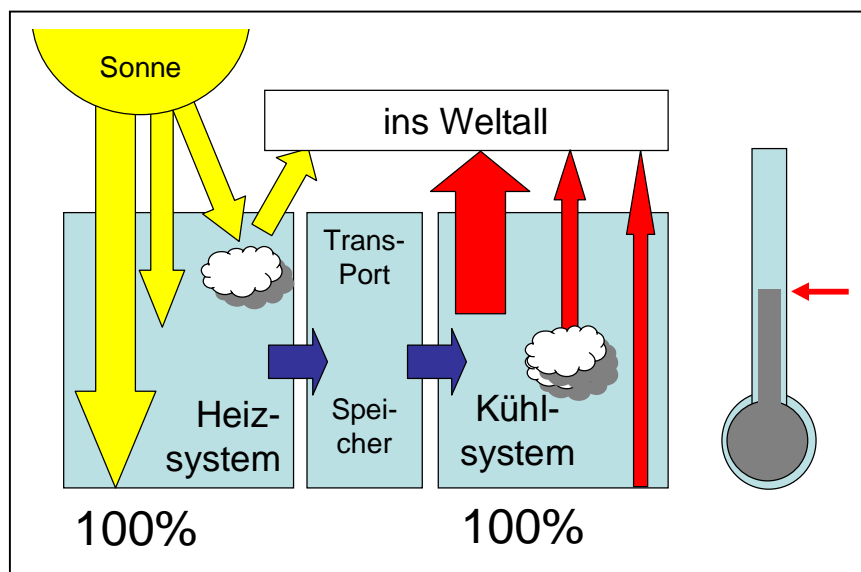 Sonne
ins Weltall
Trans-
Port
Heiz-
system
Spei-
cher
Kühl-
system
100%
100%